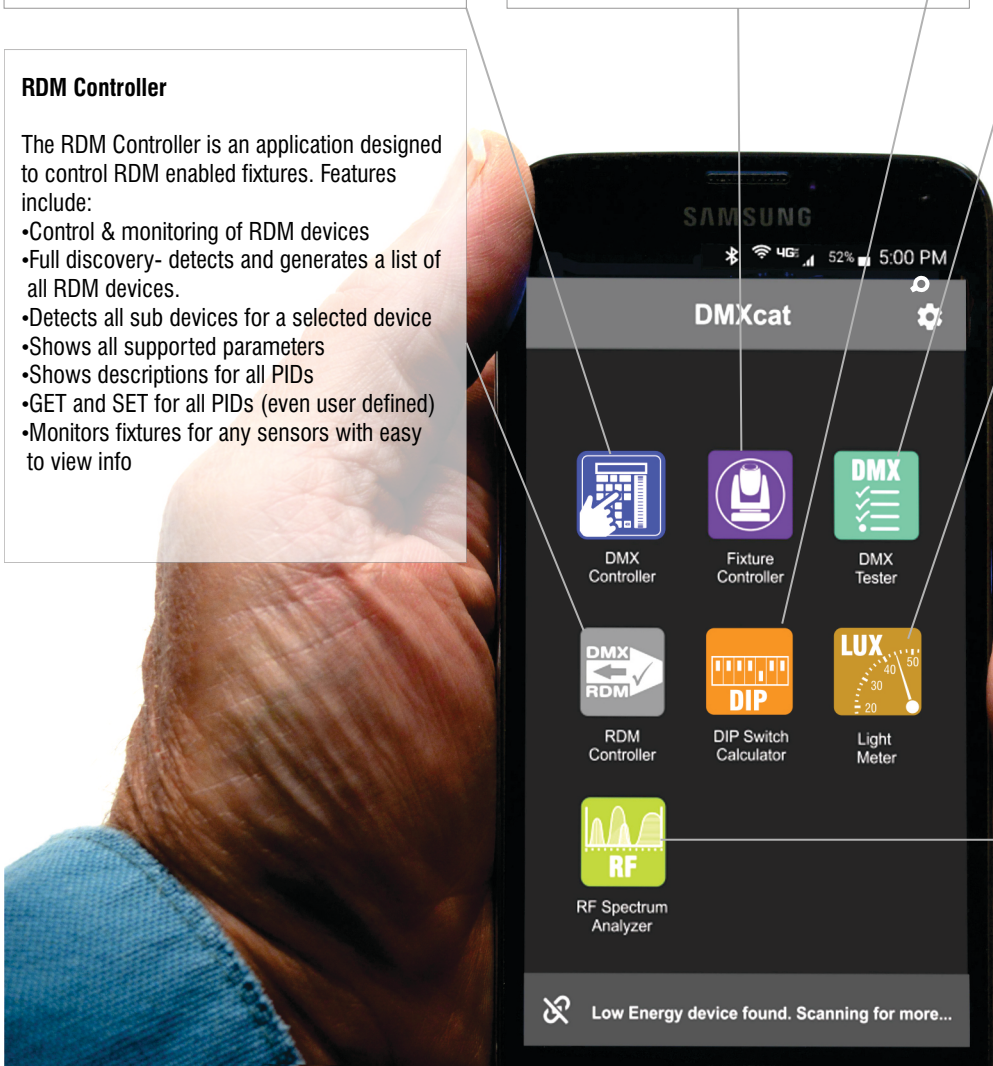 RDM Controller
The RDM Controller is an application designed
to control RDM enabled fixtures. Features
include:
•Control & monitoring of RDM devices
•Full discovery- detects and generates a list of
all RDM devices.
•Detects all sub devices for a selected device
•Shows all supported parameters
•Shows descriptions for all PIDs
•GET and SET for all PIDs (even user defined)
•Monitors fixtures for any sensors with easy
to view info
SAMSUNG
4GE 52% 5:00 PM
DMXcat
DMX
Controller
Fixture
Controller
DMX
DMX
Tester
DMX
RDM
RDM
Controller
DIP
DIP Switch
Calculator
LUX
20 30 40 50
Light
Meter
RF
RF Spectrum
Analyzer
Low Energy device found. Scanning for more...